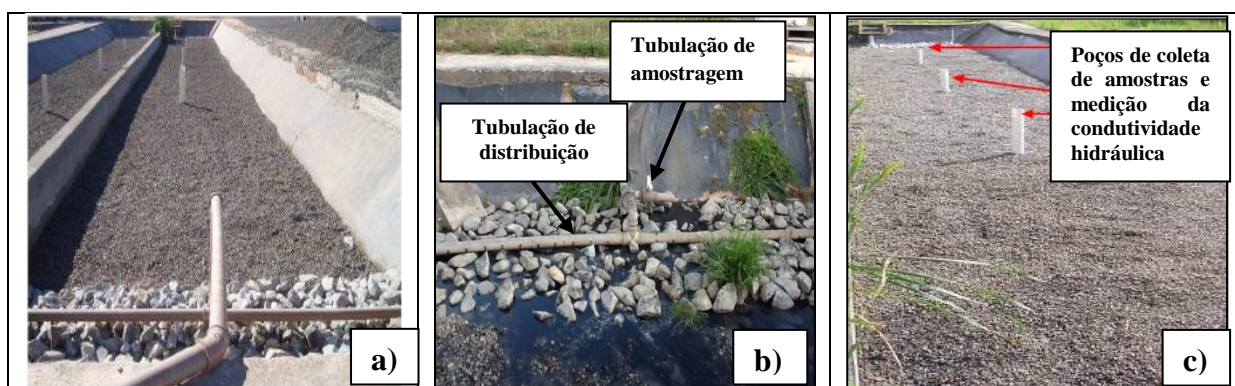 Tubulação de
amostragem
Tubulação de
distribuição
Poços de coleta
de amostras e
medição da
condutividade
hidráulica
a)
b)
c)